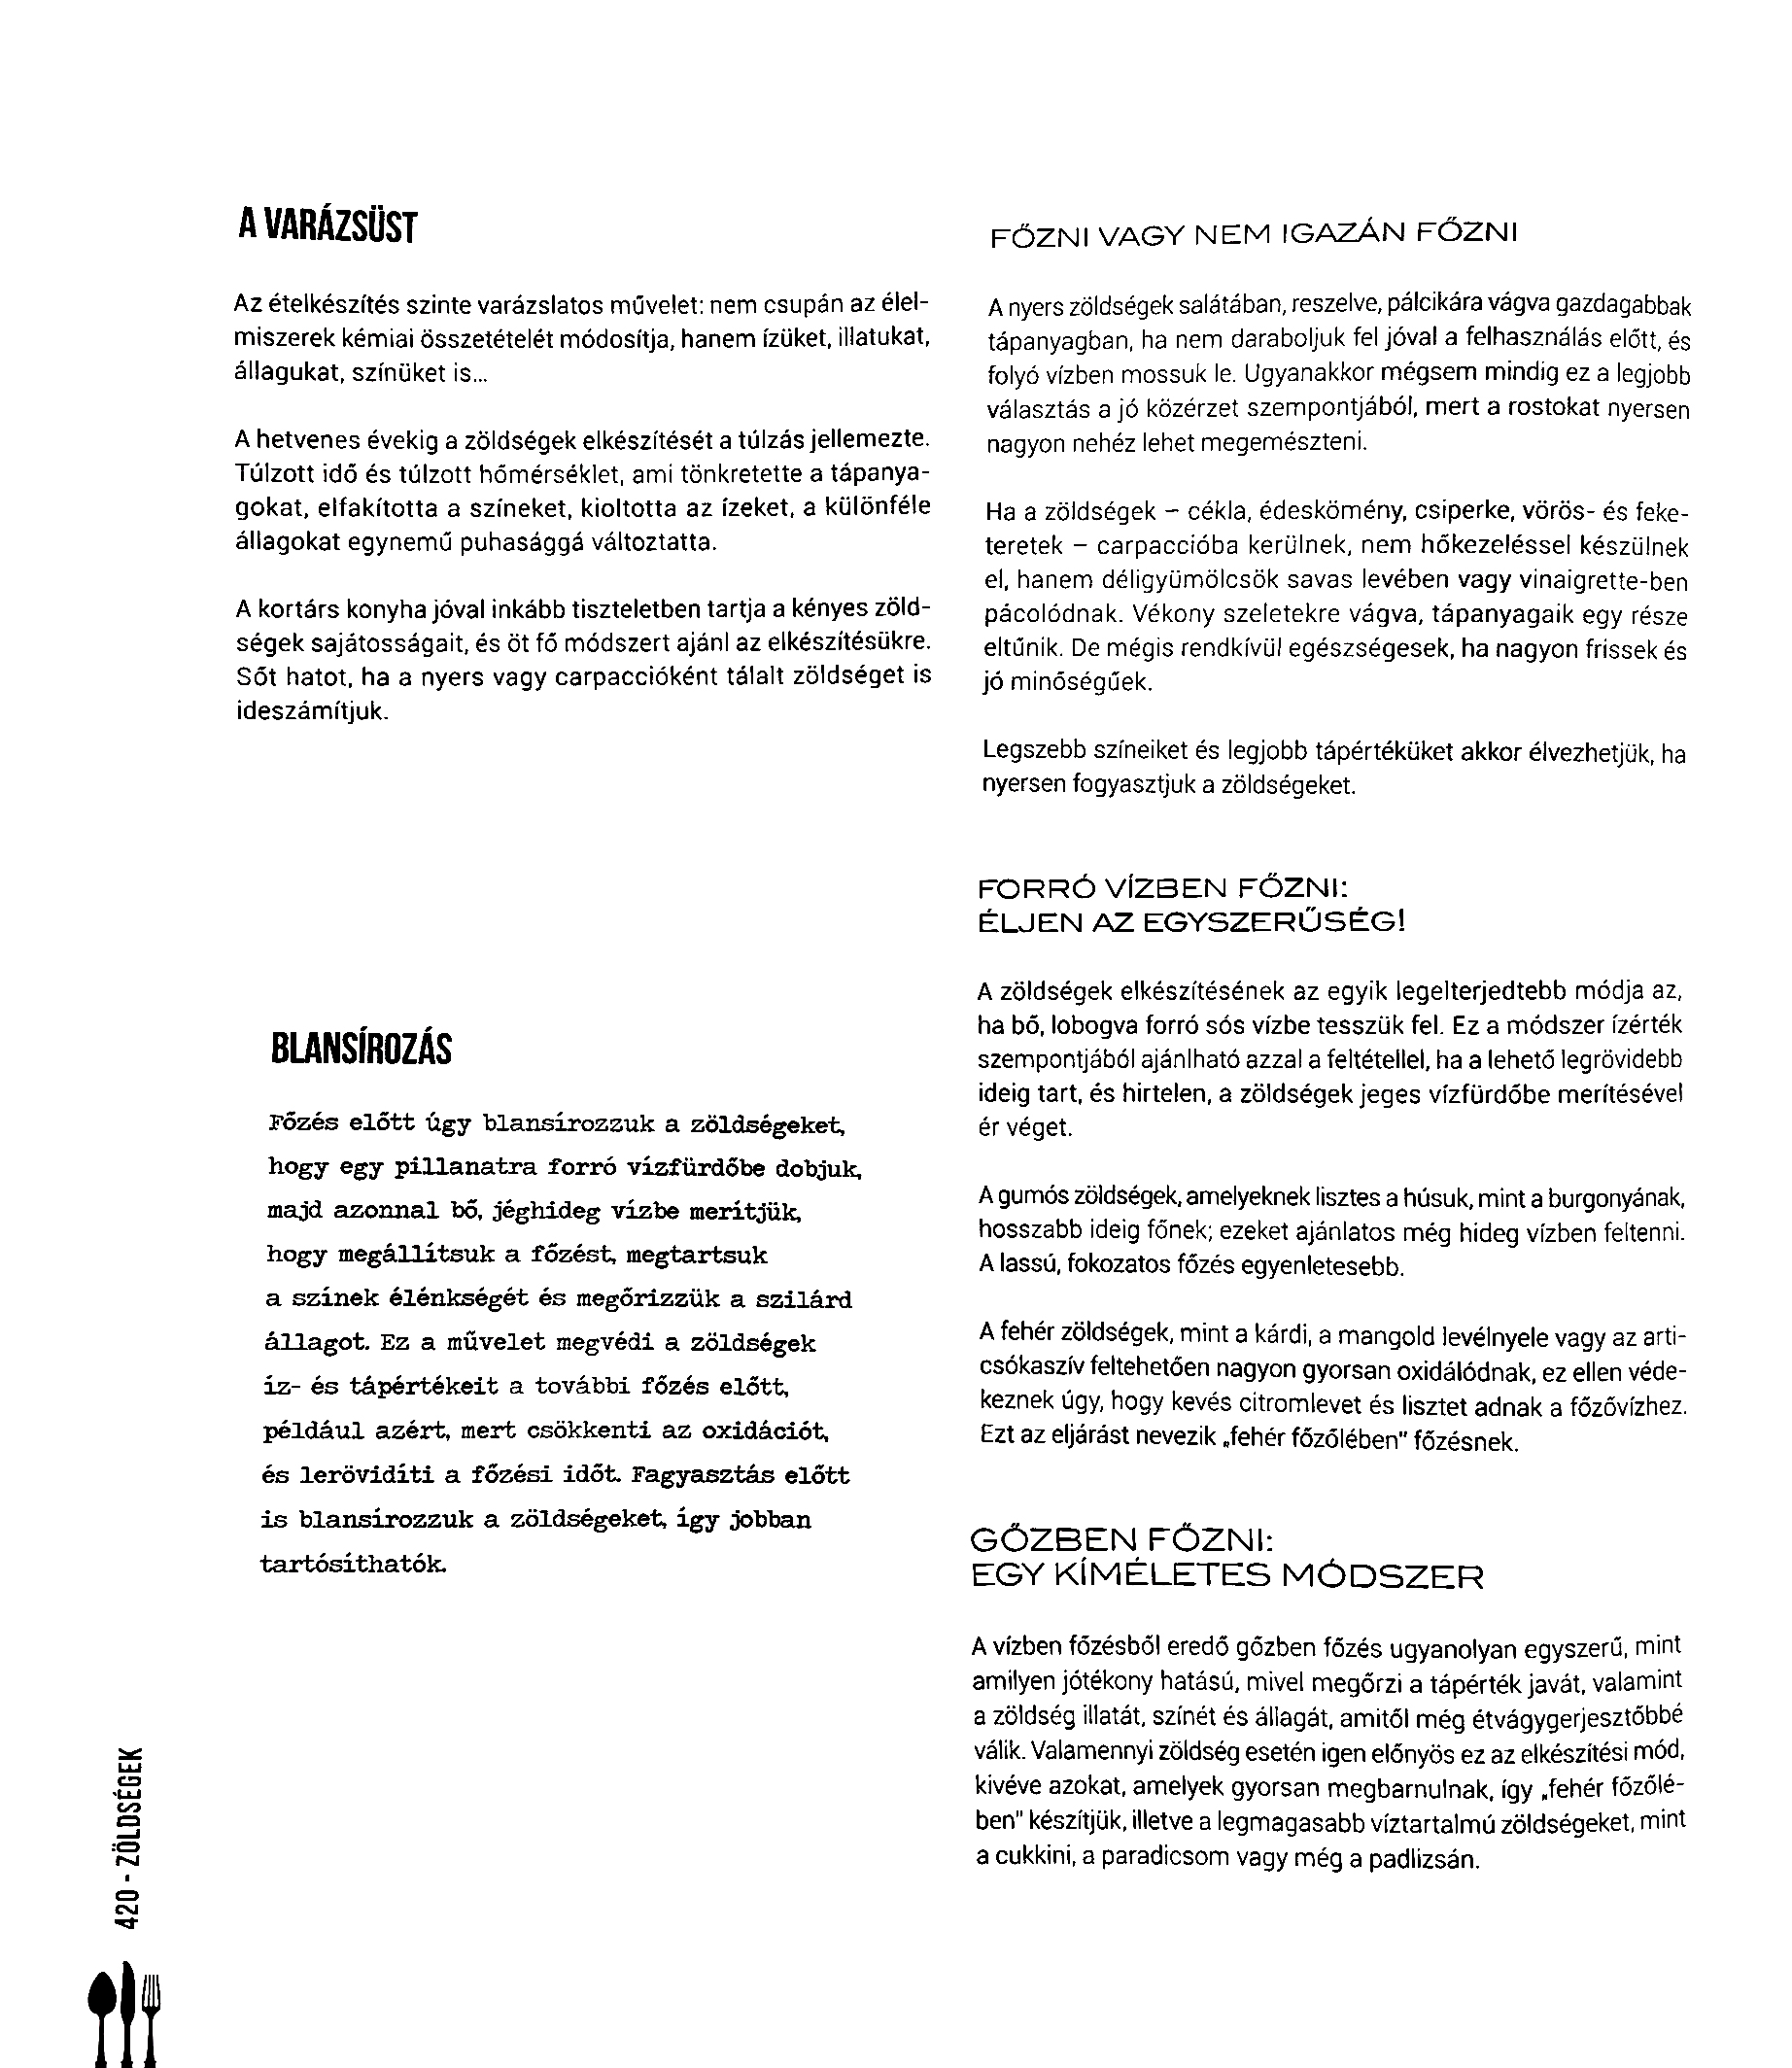 A VARÁZSÜST
Az ételkészítés szinte varázslatos művelet: nem csupán az élel-
miszerek kémiai összetételét módosítja, hanem ízüket, illatukat,
állagukat, színüket is...
A hetvenes évekig a zöldségek elkészítését a túlzás jellemezte.
Túlzott idő és túlzott hőmérséklet, ami tönkretette a tápanya-
gokat, elfakította a színeket, kioltotta az ízeket, a különféle
állagokat egynemű puhasággá változtatta.
A kortárs konyha jóval inkább tiszteletben tartja a kényes zöld-
ségek sajátosságait, és öt fő módszert ajánl az elkészítésükre.
Sőt hatot, ha a nyers vagy carpaccióként tálalt zöldséget is
ideszámítjuk.
BLANSÍROZÁS
Főzés előtt úgy blansírozzuk a zöldségeket,
hogy egy pillanatra forró vízfürdőbe dobjuk,
majd azonnal bő, jéghideg vízbe merítjük,
hogy megállítsuk a főzést, megtartsuk
a színek élénkségét és megőrizzük a szilárd
állagot. Ez a művelet megvédi a zöldségek
íz- és tápértékeit a további főzés előtt,
például azért, mert csökkenti az oxidációt,
és lerövidíti a főzési időt. Fagyasztás előtt
is blansírozzuk a zöldségeket, így jobban
tartósíthatók.
FŐZNI VAGY NEM IGAZÁN FŐZNI
A nyers zöldségek salátában, reszelve, pálcikára vágva gazdagabbak
tápanyagban, ha nem daraboljuk fel jóval a felhasználás előtt, és
folyó vízben mossuk le. Ugyanakkor mégsem mindig ez a legjobb
választás a jó közérzet szempontjából, mert a rostokat nyersen
nagyon nehéz lehet megemészteni.
Ha a zöldségek – cékla, édeskömény, csiperke, vörös- és feke-
teretek – carpaccióba kerülnek, nem hőkezeléssel készülnek
el, hanem déligyümölcsök savas levében vagy vinaigrette-ben
pácolódnak. Vékony szeletekre vágva, tápanyagaik egy része
eltűnik. De mégis rendkívül egészségesek, ha nagyon frissek és
jó minőségűek.
Legszebb színeiket és legjobb tápértéküket akkor élvezhetjük, ha
nyersen fogyasztjuk a zöldségeket.
FORRÓ VÍZBEN FŐZNI:
ÉLJEN AZ EGYSZERŰSÉG!
A zöldségek elkészítésének az egyik legelterjedtebb módja az,
ha bő, lobogva forró sós vízbe tesszük fel. Ez a módszer ízérték
szempontjából ajánlható azzal a feltétellel, ha a lehető legrövidebb
ideig tart, és hirtelen, a zöldségek jeges vízfürdőbe merítésével
ér véget.
A gumós zöldségek, amelyeknek lisztes a húsuk, mint a burgonyának,
hosszabb ideig főnek; ezeket ajánlatos még hideg vízben feltenni.
A lassú, fokozatos főzés egyenletesebb.
A fehér zöldségek, mint a kárdi, a mangold levélnyele vagy az arti-
csókaszív feltehetően nagyon gyorsan oxidálódnak, ez ellen véde-
keznek úgy, hogy kevés citromlevet és lisztet adnak a főzővízhez.
Ezt az eljárást nevezik „fehér főzőlében" főzésnek.
GŐZBEN FŐZNI:
EGY KÍMÉLETES MÓDSZER
A vízben főzésből eredő gőzben főzés ugyanolyan egyszerű, mint
amilyen jótékony hatású, mivel megőrzi a tápérték javát, valamint
a zöldség illatát, színét és állagát, amitől még étvágygerjesztőbbé
válik. Valamennyi zöldség esetén igen előnyös ez az elkészítési mód,
kivéve azokat, amelyek gyorsan megbarnulnak, így „fehér főzőlé-
ben" készítjük, illetve a legmagasabb víztartalmú zöldségeket, mint
a cukkini, a paradicsom vagy még a padlizsán.
420 - ZÖLDSÉGEK